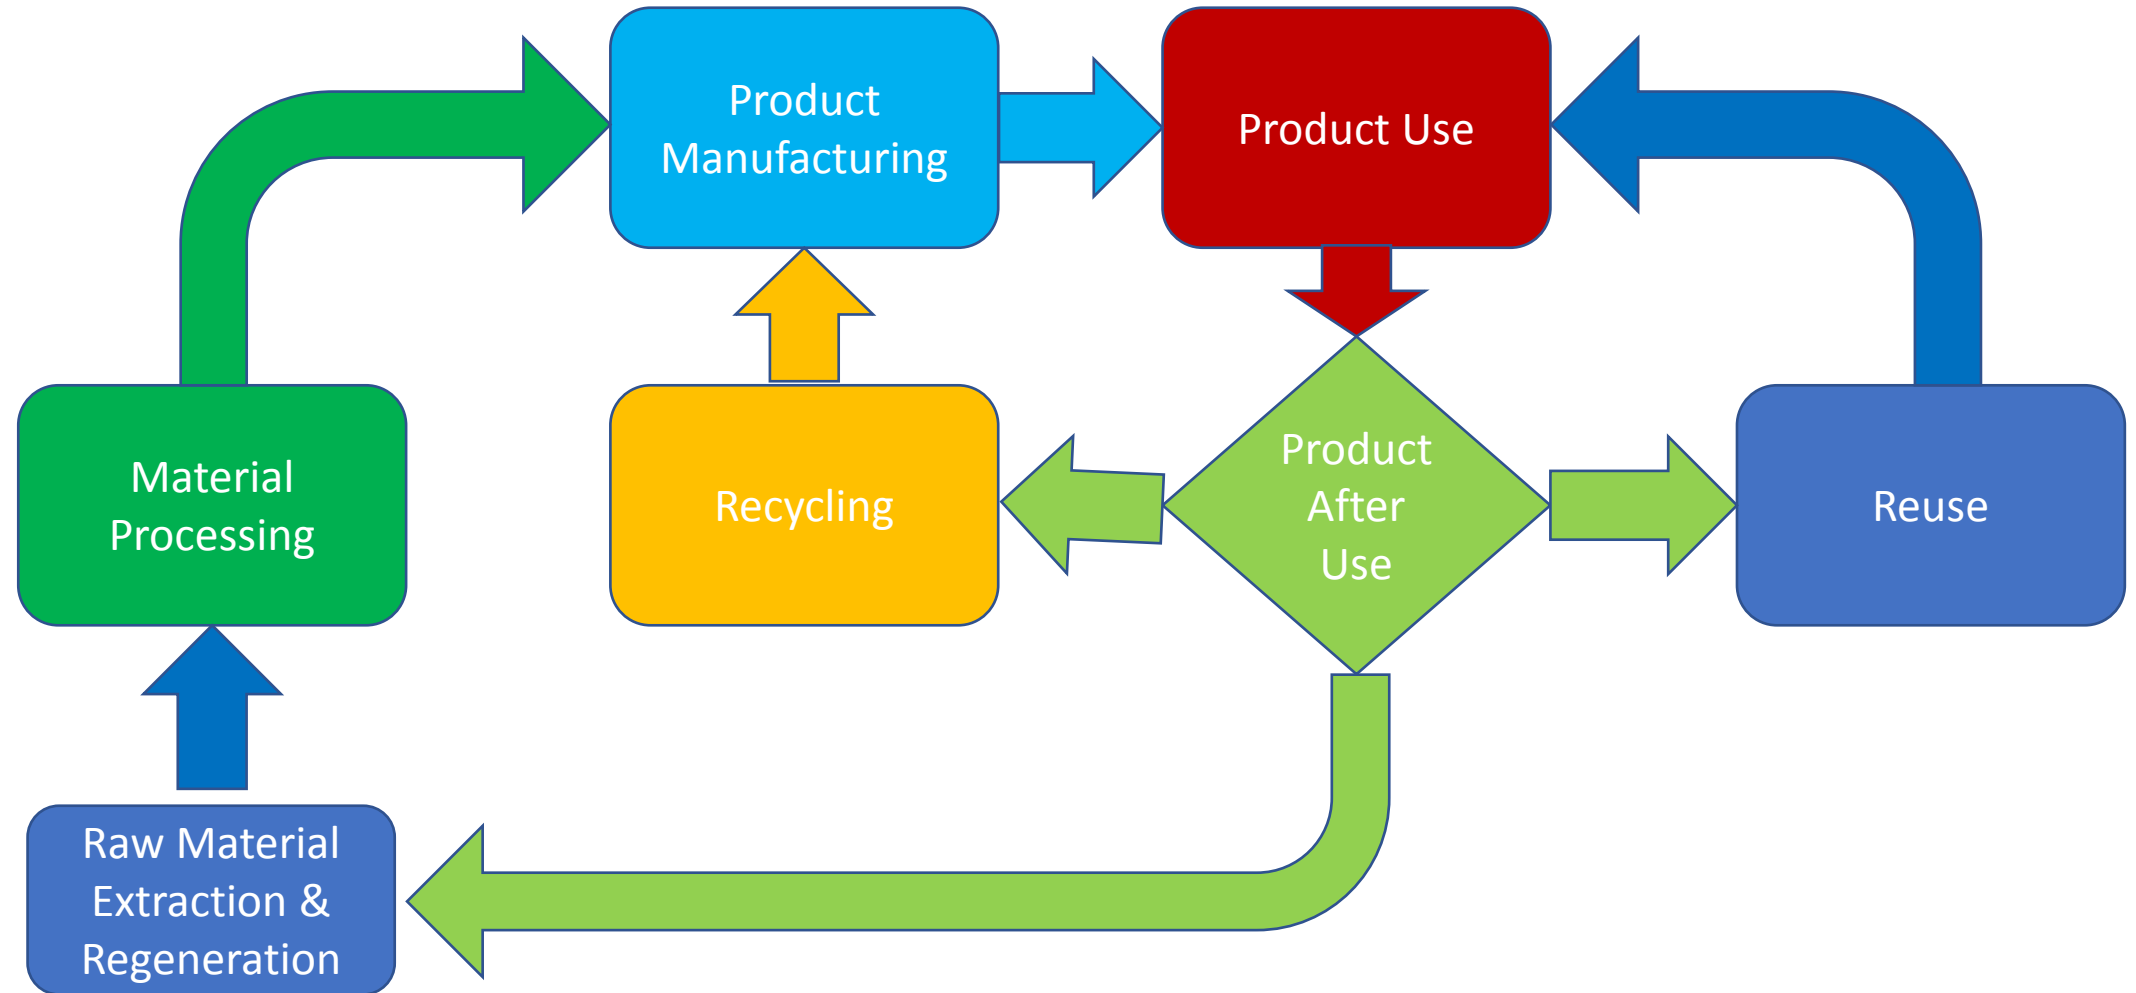 Product
Manufacturing
Product Use
Material
Processing
Recycling
Product
After
Use
Reuse
Raw Material
Extraction &
Regeneration